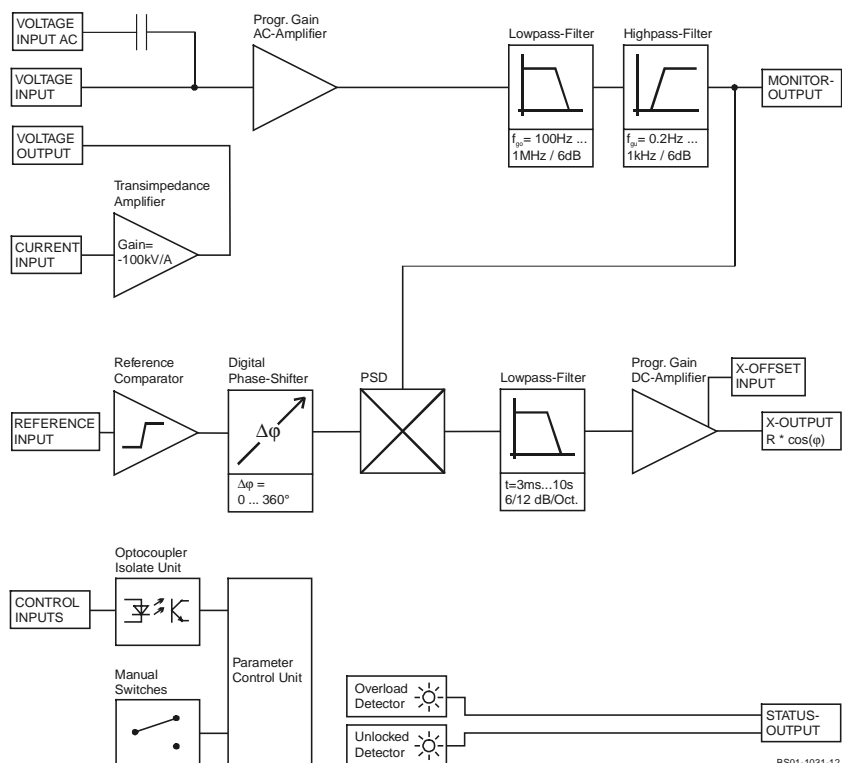 VOLTAGE
INPUT AC
Progr. Gain
AC-Amplifier
Lowpass-Filter
Highpass-Filter
VOLTAGE
INPUT
MONITOR-
OUTPUT
fgo= 100Hz ...
1MHz / 6dB
fgu= 0.2Hz ...
1kHz / 6dB
VOLTAGE
OUTPUT
Transimpedance
Amplifier
CURRENT
INPUT
Gain=
-100kV/A
Reference
Comparator
Digital
Phase-Shifter
PSD
Lowpass-Filter
Progr. Gain
DC-Amplifier
X-OFFSET
INPUT
REFERENCE
INPUT
Δφ
X-OUTPUT
R * cos(φ)
Δφ =
0 ... 360°
t=3ms...10s
6/12 dB/Oct.
Optocoupler
Isolate Unit
CONTROL
INPUTS
Parameter
Control Unit
Manual
Switches
Overload
Detector
Unlocked
Detector
STATUS-
OUTPUT
BS01-1031-12